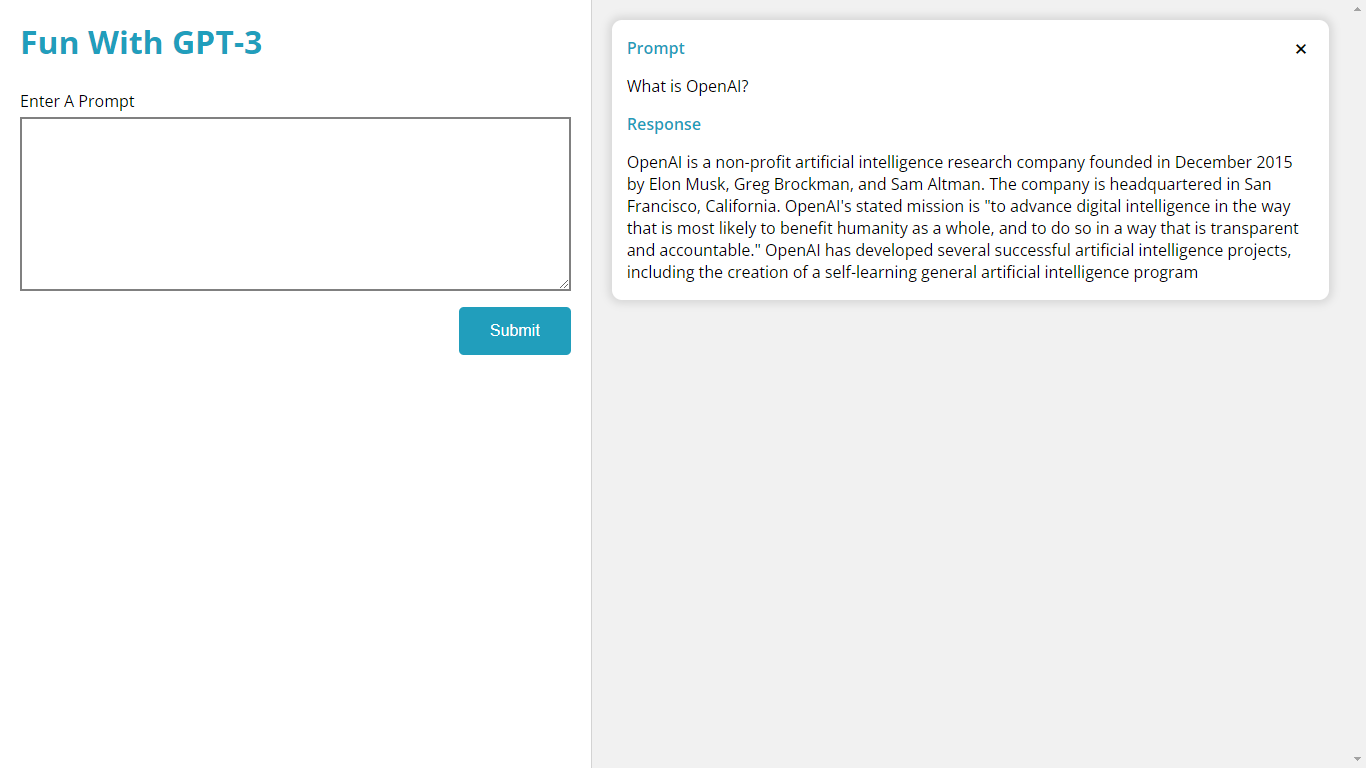 Fun With GPT-3
Enter A Prompt
Submit
Prompt
×
What is OpenAI?
Response
OpenAI is a non-profit artificial intelligence research company founded in December 2015
by Elon Musk, Greg Brockman, and Sam Altman. The company is headquartered in San
Francisco, California. OpenAI's stated mission is "to advance digital intelligence in the way
that is most likely to benefit humanity as a whole, and to do so in a way that is transparent
and accountable." OpenAI has developed several successful artificial intelligence projects,
including the creation of a self-learning general artificial intelligence program